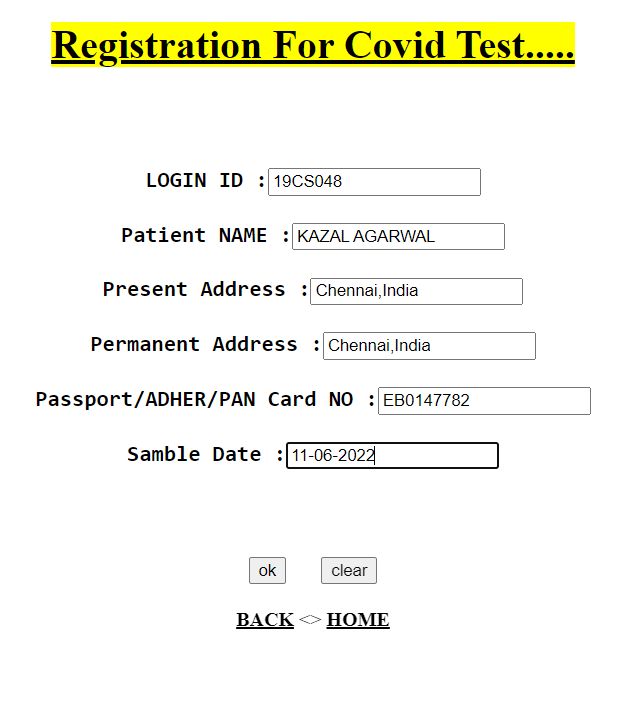 Registration For Covid Test.....
LOGIN ID :19CS048
Patient NAME :KAZAL AGARWAL
Present Address :Chennai,India
Permanent Address :Chennai,India
Passport/ADHER/PAN Card NO :EB0147782
Samble Date :11-06-2022
ok clear
BACK <> HOME